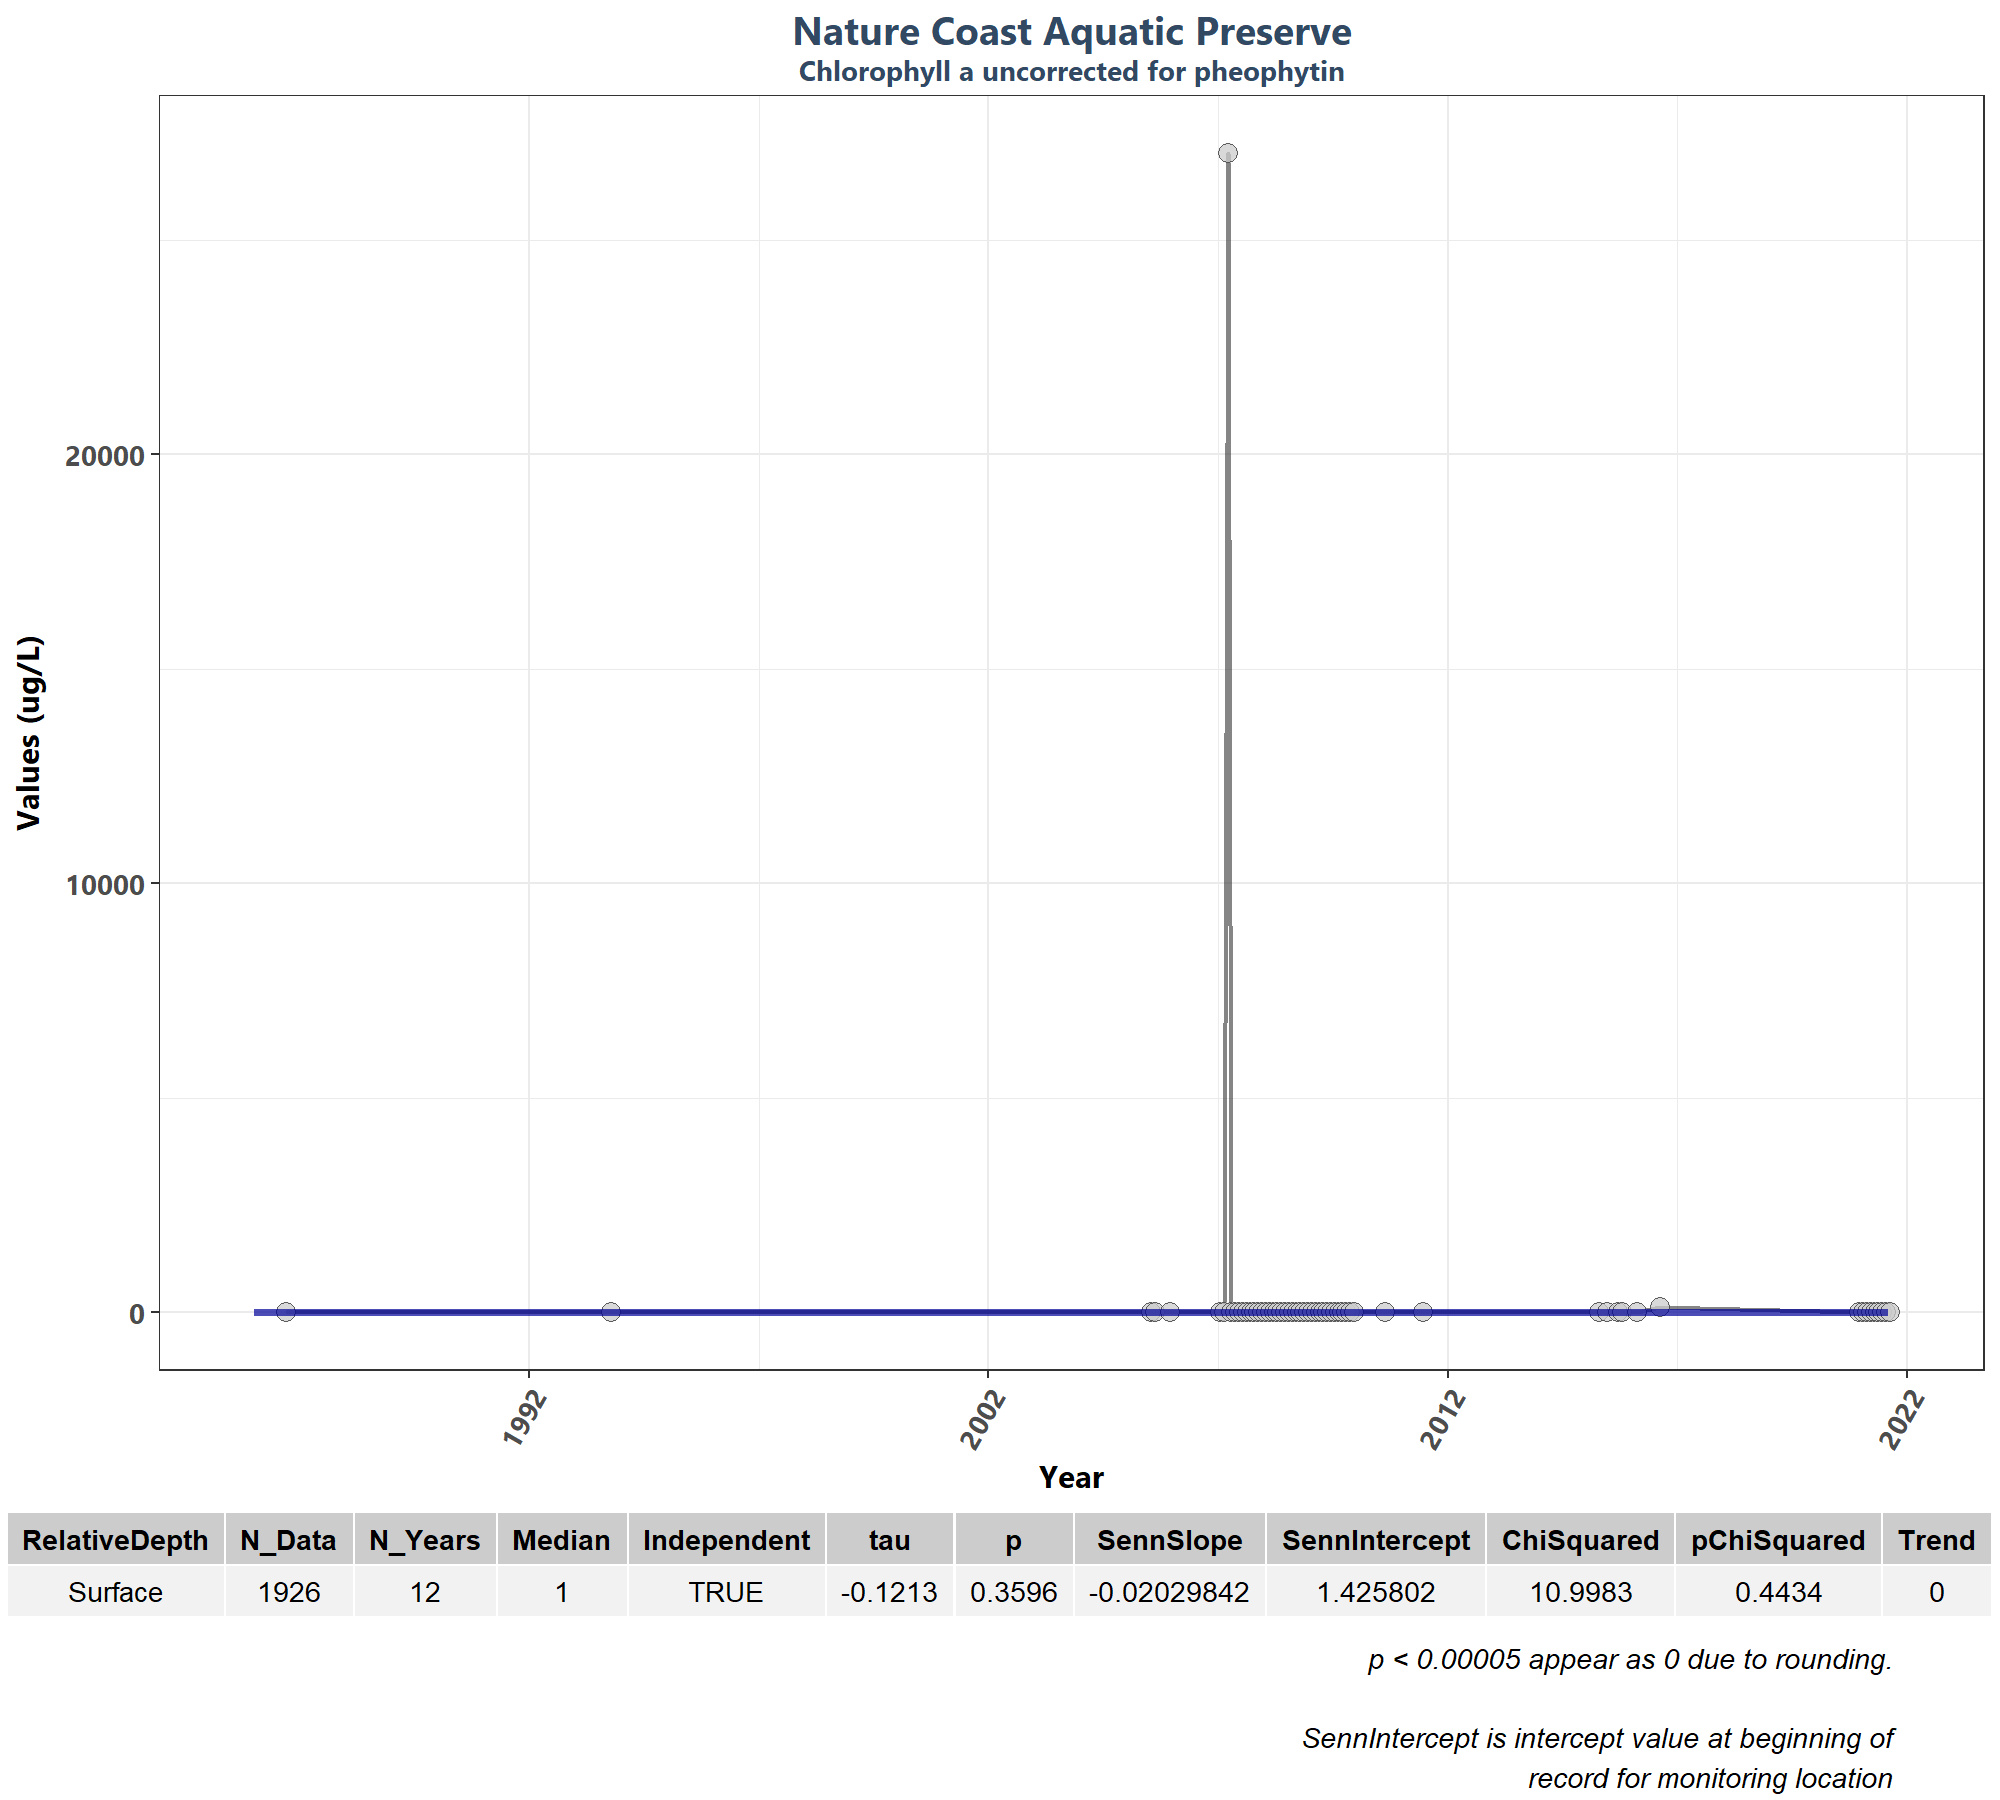 Nature Coast Aquatic Preserve
Chlorophyll a uncorrected for pheophytin
Values (ug/L)
20000
10000
0
1992
2002
2012
2022
Year
RelativeDepth N_Data N_Years Median Independent tau p SennSlope SennIntercept ChiSquared pChiSquared Trend
Surface 1926 12 1 TRUE -0.1213 0.3596 -0.02029842 1.425802 10.9983 0.4434 0
p < 0.00005 appear as 0 due to rounding.
SennIntercept is intercept value at beginning of
record for monitoring location